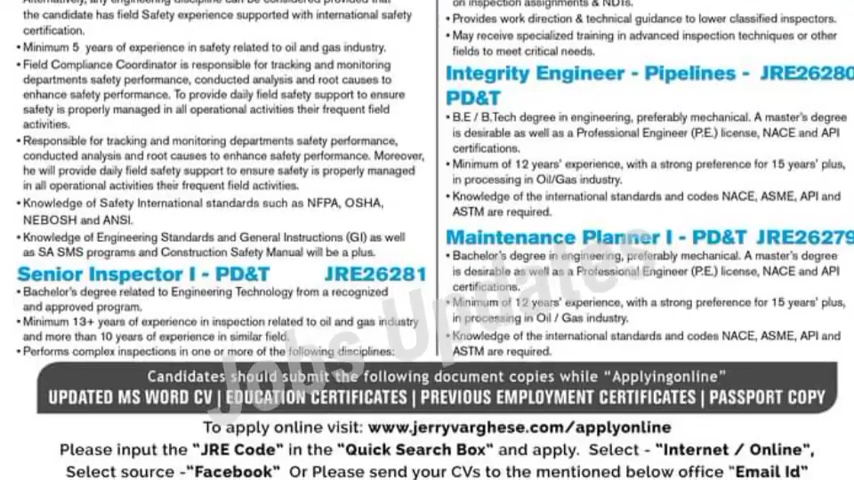 Alternatively, any engineering discipline can be considered provided that
the candidate has field Safety experience supported with international safety
certification.
• Minimum 5 years of experience in safety related to oil and gas industry.
• Field Compliance Coordinator is responsible for tracking and monitoring
departments safety performance, conducted analysis and root causes to
enhance safety performance. To provide daily field safety support to ensure
safety is properly managed in all operational activities their frequent field
activities.
• Responsible for tracking and monitoring departments safety performance,
conducted analysis and root causes to enhance safety performance. Moreover,
he will provide daily field safety support to ensure safety is properly managed
in all operational activities their frequent field activities.
• Knowledge of Safety International standards such as NFPA, OSHA,
NEBOSH and ANSI.
• Knowledge of Engineering Standards and General Instructions (GI) as well
as SA SMS programs and Construction Safety Manual will be a plus.
Senior Inspector I - PD&T JRE26281
• Bachelor's degree related to Engineering Technology from a recognized
and approved program.
• Minimum 13+ years of experience in inspection related to oil and gas industry
and more than 10 years of experience in similar field.
• Performs complex inspections in one or more of the following disciplines:
on inspection assignments & NDTs.
• Provides work direction & technical guidance to lower classified inspectors.
• May receive specialized training in advanced inspection techniques or other
fields to meet critical needs.
Integrity Engineer - Pipelines - JRE26280
PD&T
• B.E / B.Tech degree in engineering, preferably mechanical. A master's degree
is desirable as well as a Professional Engineer (P.E.) license, NACE and API
certifications.
• Minimum of 12 years' experience, with a strong preference for 15 years' plus,
in processing in Oil/Gas industry.
• Knowledge of the international standards and codes NACE, ASME, API and
ASTM are required.
Maintenance Planner I - PD&T JRE26279
• Bachelor's degree in engineering, preferably mechanical. A master's degree
is desirable as well as a Professional Engineer (P.E.) license, NACE and API
certifications.
• Minimum of 12 years' experience, with a strong preference for 15 years' plus,
in processing in Oil / Gas industry.
• Knowledge of the international standards and codes NACE, ASME, API and
ASTM are required.
Jobs Updates
Candidates should submit the following document copies while "Applyingonline"
UPDATED MS WORD CV | EDUCATION CERTIFICATES | PREVIOUS EMPLOYMENT CERTIFICATES | PASSPORT COPY
To apply online visit: www.jerryvarghese.com/applyonline
Please input the "JRE Code" in the "Quick Search Box" and apply. Select - "Internet / Online",
Select source -"Facebook" Or Please send your CVs to the mentioned below office "Email Id"